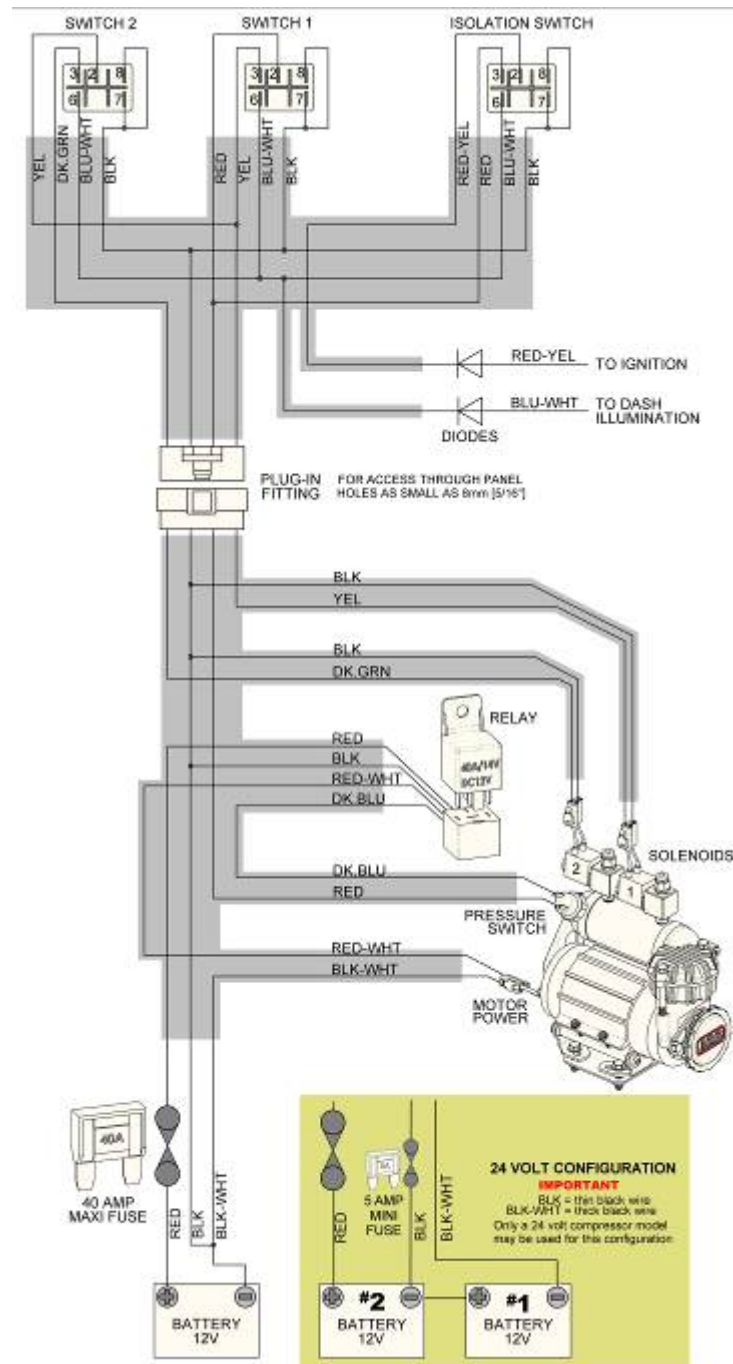 SWITCH 2
SWITCH 1
ISOLATION SWITCH
3 2 8
6 7
3 2 8
6 7
3 2 8
6 7
YEL
DK.GRN
BLU-WHT
BLK
RED
YEL
BLU-WHT
BLK
RED-YEL
RED
BLU-WHT
BLK
RED-YEL
TO IGNITION
BLU-WHT
TO DASH
ILLUMINATION
DIODES
PLUG-IN
FITTING
FOR ACCESS THROUGH PANEL
HOLES AS SMALL AS 8mm [5/16"]
BLK
YEL
BLK
DK.GRN
RELAY
40A/14V
DC12V
RED
BLK
RED-WHT
DK.BLU
SOLENOIDS
2
1
DK.BLU
RED
PRESSURE
SWITCH
RED-WHT
BLK-WHT
MOTOR
POWER
40A
40 AMP
MAXI FUSE
RED
BLK
BLK-WHT
BATTERY
12V
5 AMP
MINI
FUSE
RED
BLK
BLK-WHT
24 VOLT CONFIGURATION
IMPORTANT
BLK = thin black wire
BLK-WHT = thick black wire
Only a 24 volt compressor model
may be used for this configuration
#2
BATTERY
12V
#1
BATTERY
12V